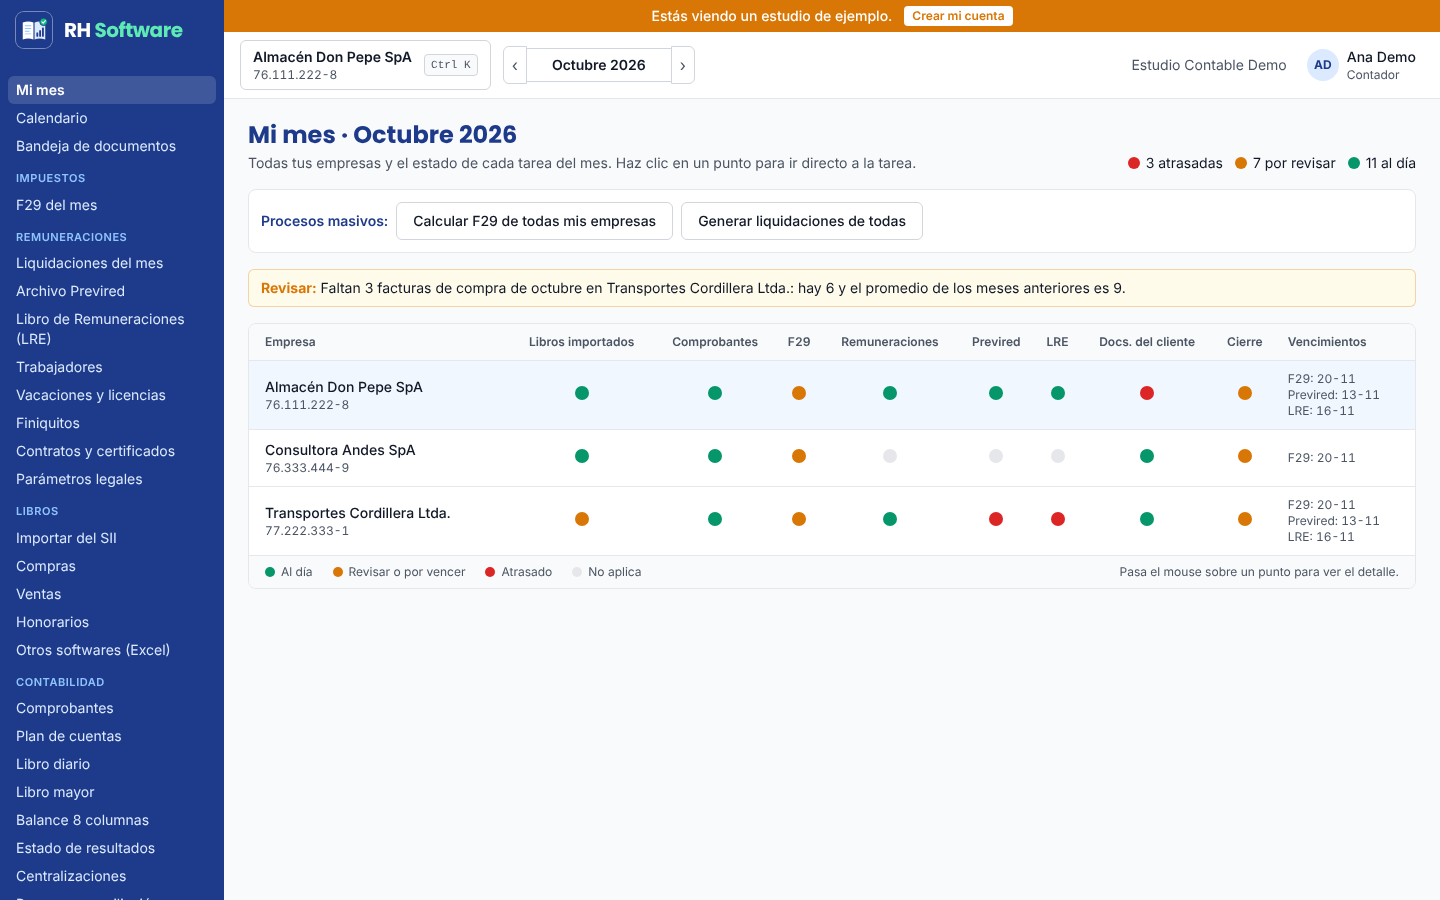 RH Software
Estás viendo un estudio de ejemplo. Crear mi cuenta
Almacén Don Pepe SpA
76.111.222-8
Ctrl K
‹ Octubre 2026 ›
Estudio Contable Demo
AD
Ana Demo
Contador
Mi mes
Calendario
Bandeja de documentos
IMPUESTOS
F29 del mes
REMUNERACIONES
Liquidaciones del mes
Archivo Previred
Libro de Remuneraciones
(LRE)
Trabajadores
Vacaciones y licencias
Finiquitos
Contratos y certificados
Parámetros legales
LIBROS
Importar del SII
Compras
Ventas
Honorarios
Otros softwares (Excel)
CONTABILIDAD
Comprobantes
Plan de cuentas
Libro diario
Libro mayor
Balance 8 columnas
Estado de resultados
Centralizaciones
Mi mes · Octubre 2026
Todas tus empresas y el estado de cada tarea del mes. Haz clic en un punto para ir directo a la tarea.
3 atrasadas 7 por revisar 11 al día
Procesos masivos: Calcular F29 de todas mis empresas Generar liquidaciones de todas
Revisar: Faltan 3 facturas de compra de octubre en Transportes Cordillera Ltda.: hay 6 y el promedio de los meses anteriores es 9.
Empresa Libros importados Comprobantes F29 Remuneraciones Previred LRE Docs. del cliente Cierre Vencimientos
Almacén Don Pepe SpA
76.111.222-8
F29: 20-11
Previred: 13-11
LRE: 16-11
Consultora Andes SpA
76.333.444-9
F29: 20-11
Transportes Cordillera Ltda.
77.222.333-1
F29: 20-11
Previred: 13-11
LRE: 16-11
Al día Revisar o por vencer Atrasado No aplica
Pasa el mouse sobre un punto para ver el detalle.